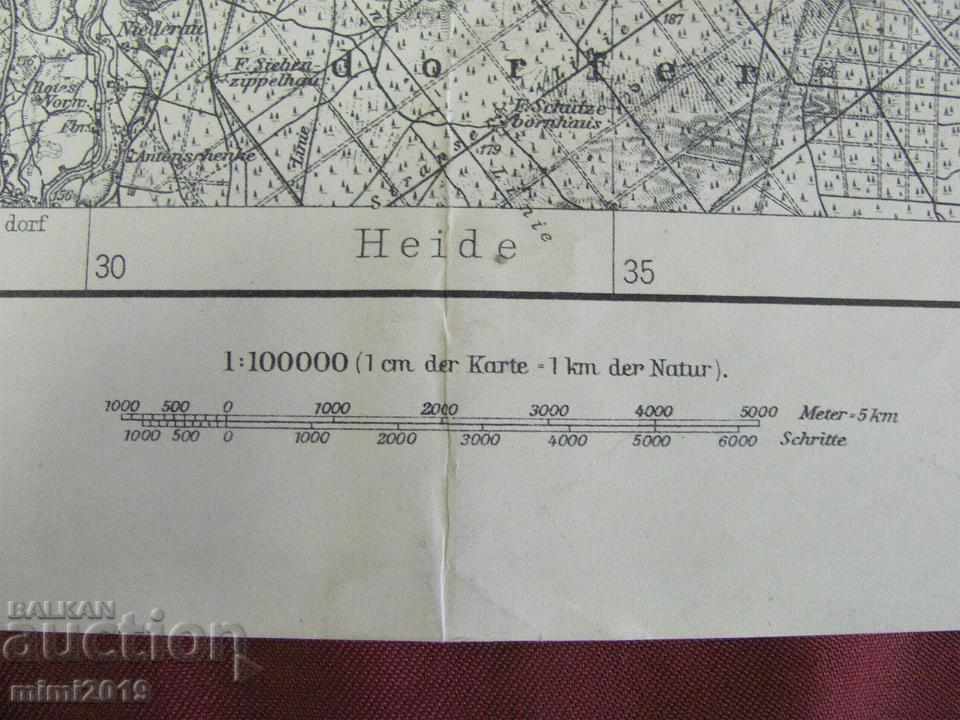 Niederau
187
F. Sieben-
zippelhau
dorfer
Rotes
Vorw.
F. Schütze
bornhaus
179
Linie
dorf
Heide
30
35
1:100000 (1 cm der Karte = 1 km der Natur).
1000 500 0 1000 2000 3000 4000 5000 Meter = 5 km
1000 500 0 1000 2000 3000 4000 5000 6000 Schritte
BALKAN
auction
mimi2019